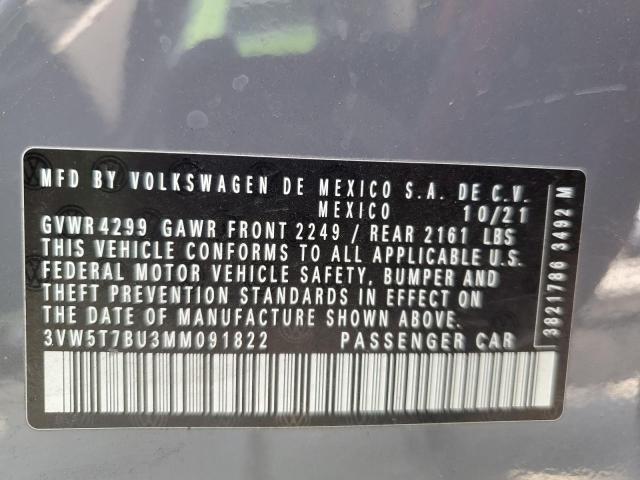 MFD BY VOLKSWAGEN DE MEXICO S.A. DE C.V.
MEXICO 10/21
GVWR 4299 GAWR FRONT 2249 / REAR 2161 LBS
THIS VEHICLE CONFORMS TO ALL APPLICABLE U.S.
FEDERAL MOTOR VEHICLE SAFETY, BUMPER AND
THEFT PREVENTION STANDARDS IN EFFECT ON
THE DATE OF MANUFACTURE SHOWN ABOVE.
3VW5T7BU3MM091822 PASSENGER CAR
3821786 3492 M